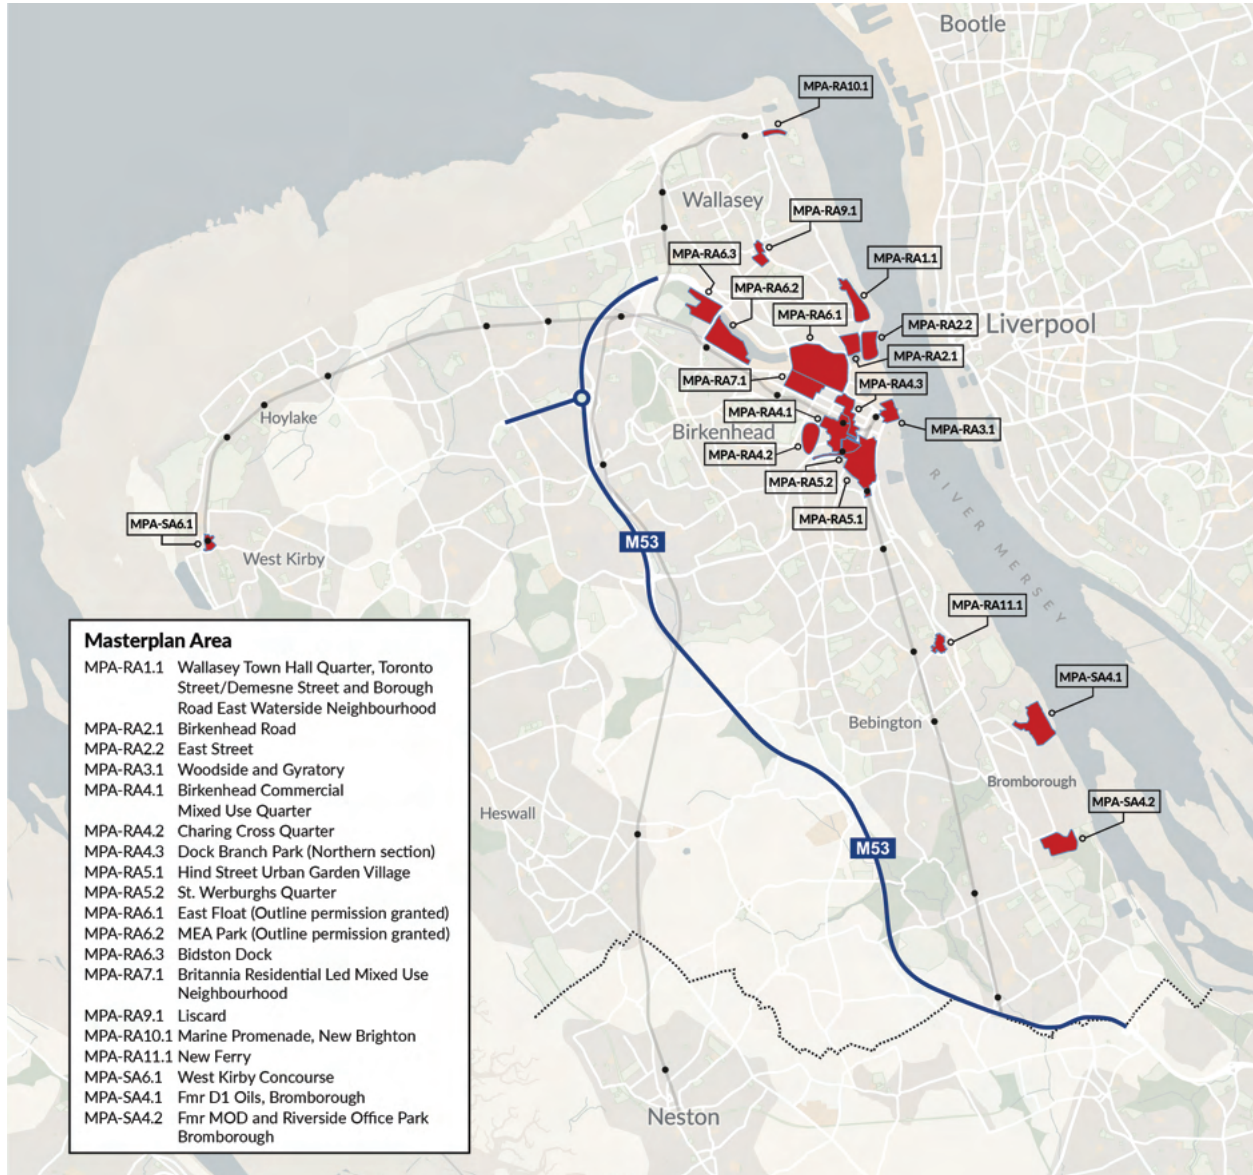 Bootle
MPA-RA10.1
Wallasey
MPA-RA9.1
MPA-RA6.3
MPA-RA1.1
MPA-RA6.2
MPA-RA6.1
MPA-RA2.2
Liverpool
MPA-RA2.1
MPA-RA7.1
MPA-RA4.3
MPA-RA4.1
Hoylake
Birkenhead
MPA-RA3.1
MPA-RA4.2
MPA-RA5.2
MPA-RA5.1
RIVER MERSEY
MPA-SA6.1
M53
West Kirby
MPA-RA11.1
MPA-SA4.1
Bebington
Bromborough
MPA-SA4.2
Heswall
M53
Neston
Masterplan Area
MPA-RA1.1 Wallasey Town Hall Quarter, Toronto
Street/Demesne Street and Borough
Road East Waterside Neighbourhood
MPA-RA2.1 Birkenhead Road
MPA-RA2.2 East Street
MPA-RA3.1 Woodside and Gyratory
MPA-RA4.1 Birkenhead Commercial
Mixed Use Quarter
MPA-RA4.2 Charing Cross Quarter
MPA-RA4.3 Dock Branch Park (Northern section)
MPA-RA5.1 Hind Street Urban Garden Village
MPA-RA5.2 St. Werburghs Quarter
MPA-RA6.1 East Float (Outline permission granted)
MPA-RA6.2 MEA Park (Outline permission granted)
MPA-RA6.3 Bidston Dock
MPA-RA7.1 Britannia Residential Led Mixed Use
Neighbourhood
MPA-RA9.1 Liscard
MPA-RA10.1 Marine Promenade, New Brighton
MPA-RA11.1 New Ferry
MPA-SA6.1 West Kirby Concourse
MPA-SA4.1 Fmr D1 Oils, Bromborough
MPA-SA4.2 Fmr MOD and Riverside Office Park
Bromborough